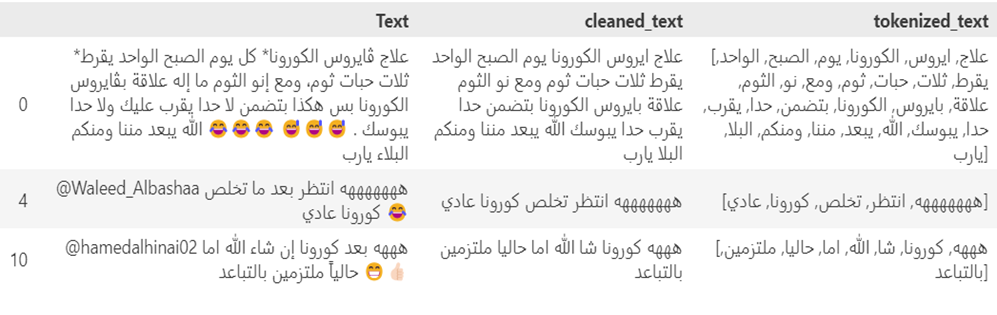 Text
cleaned_text
tokenized_text
0
علاج ڤايروس الكورونا* كل يوم الصبح الواحد يقرط*
ثلات حبات ثوم، ومع إنو الثوم ما إله علاقة بڤايروس
الكورونا بس هكذا بتضمن لا حدا يقرب عليك ولا حدا
يبوسك . 😅😅😅 😂😂😂 الله يبعد مننا ومنكم
البلاء يارب
علاج ايروس الكورونا يوم الصبح الواحد
يقرط ثلات حبات ثوم ومع نو الثوم
علاقة بايروس الكورونا بتضمن حدا
يقرب حدا يبوسك الله يبعد مننا ومنكم
البلا يارب
[علاج, ايروس, الكورونا, يوم, الصبح, الواحد,
يقرط, ثلات, حبات, ثوم, ومع, نو, الثوم,
علاقة, بايروس, الكورونا, بتضمن, حدا, يقرب,
حدا, يبوسك, الله, يبعد, مننا, ومنكم, البلا,
يارب]
4
@Waleed_Albashaa هههههههه انتظر بعد ما تخلص
كورونا عادي 😂
هههههههه انتظر تخلص كورونا عادي
[هههههههه, انتظر, تخلص, كورونا, عادي]
10
@hamedalhinai02 هههه بعد كورونا إن شاء الله اما
حالياً ملتزمين بالتباعد 😁👍🏻
هههه كورونا شا الله اما حاليا ملتزمين
بالتباعد
[هههه, كورونا, شا, الله, اما, حاليا, ملتزمين,
بالتباعد]